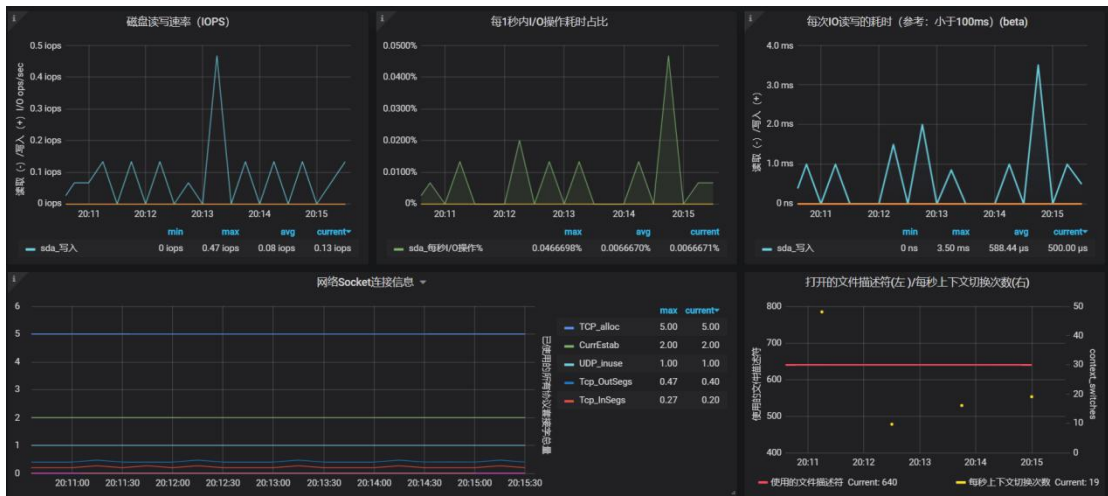 磁盘读写速率（IOPS）
读取（-）/写入（+）I/O ops/sec
0.5 iops
0.4 iops
0.3 iops
0.2 iops
0.1 iops
0 iops
20:11 20:12 20:13 20:14 20:15
min max avg current
sda_写入 0 iops 0.47 iops 0.08 iops 0.13 iops
每1秒内I/O操作耗时占比
0.0500%
0.0400%
0.0300%
0.0200%
0.0100%
0%
20:11 20:12 20:13 20:14 20:15
max avg current
sda_每秒I/O操作% 0.0466698% 0.0066670% 0.0066671%
每次IO读写的耗时（参考：小于100ms）(beta)
读取（-）/写入（+）
4.0 ms
3.0 ms
2.0 ms
1.0 ms
0 ns
20:11 20:12 20:13 20:14 20:15
min max avg current
sda_写入 0 ns 3.50 ms 588.44 µs 500.00 µs
网络Socket连接信息
6
5
4
3
2
1
0
20:11:00 20:11:30 20:12:00 20:12:30 20:13:00 20:13:30 20:14:00 20:14:30 20:15:00 20:15:30
已使用的所有协议套接字总量
max current
TCP_alloc 5.00 5.00
CurrEstab 2.00 2.00
UDP_inuse 1.00 1.00
Tcp_OutSegs 0.47 0.40
Tcp_InSegs 0.27 0.20
打开的文件描述符(左 )/每秒上下文切换次数(右)
使用的文件描述符
800
700
600
500
400
50
40
30
20
10
0
context_switches
20:11 20:12 20:13 20:14 20:15
使用的文件描述符 Current: 640 每秒上下文切换次数 Current: 19